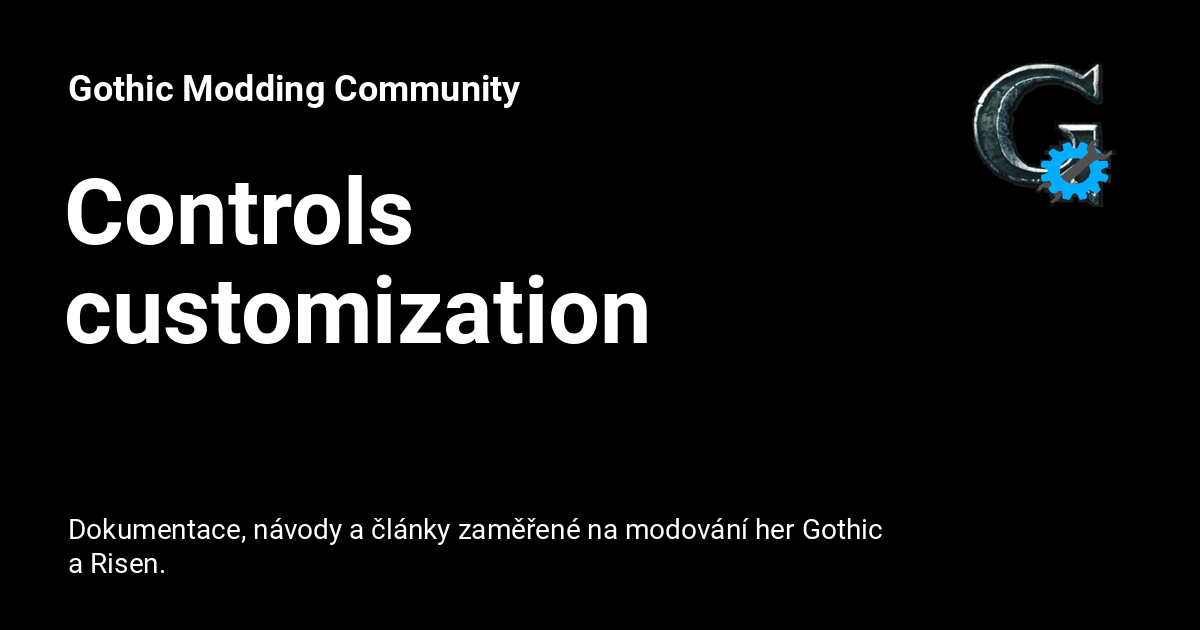 Gothic Modding Community
Controls
customization
Dokumentace, návody a články zaměřené na modování her Gothic
a Risen.